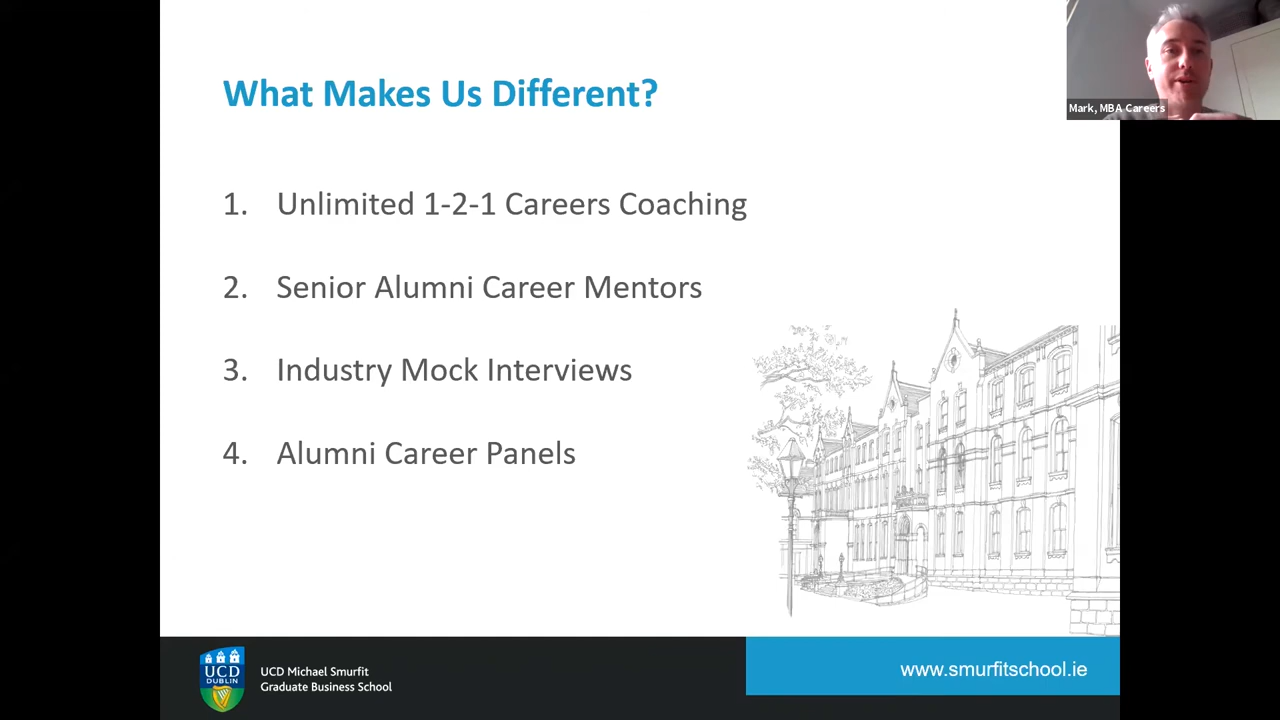 What Makes Us Different?
Mark, MBA Careers
1. Unlimited 1-2-1 Careers Coaching
2. Senior Alumni Career Mentors
3. Industry Mock Interviews
4. Alumni Career Panels
UCD
DUBLIN
UCD Michael Smurfit
Graduate Business School
www.smurfitschool.ie